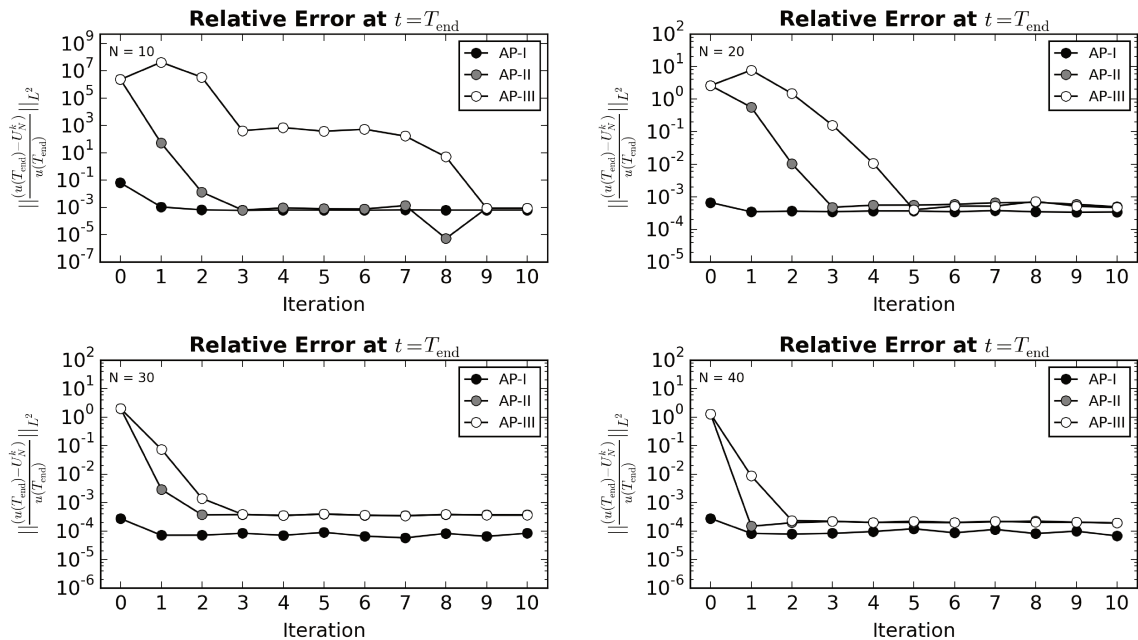 Relative Error at t=T_end
N = 10
AP-I
AP-II
AP-III
10^9
10^7
10^5
10^3
10^1
10^-1
10^-3
10^-5
10^-7
||(u(T_end)−U_N^k)/u(T_end)||_L^2
0 1 2 3 4 5 6 7 8 9 10
Iteration
Relative Error at t=T_end
N = 20
AP-I
AP-II
AP-III
10^2
10^1
10^0
10^-1
10^-2
10^-3
10^-4
10^-5
||(u(T_end)−U_N^k)/u(T_end)||_L^2
0 1 2 3 4 5 6 7 8 9 10
Iteration
Relative Error at t=T_end
N = 30
AP-I
AP-II
AP-III
10^2
10^1
10^0
10^-1
10^-2
10^-3
10^-4
10^-5
10^-6
||(u(T_end)−U_N^k)/u(T_end)||_L^2
0 1 2 3 4 5 6 7 8 9 10
Iteration
Relative Error at t=T_end
N = 40
AP-I
AP-II
AP-III
10^2
10^1
10^0
10^-1
10^-2
10^-3
10^-4
10^-5
10^-6
||(u(T_end)−U_N^k)/u(T_end)||_L^2
0 1 2 3 4 5 6 7 8 9 10
Iteration